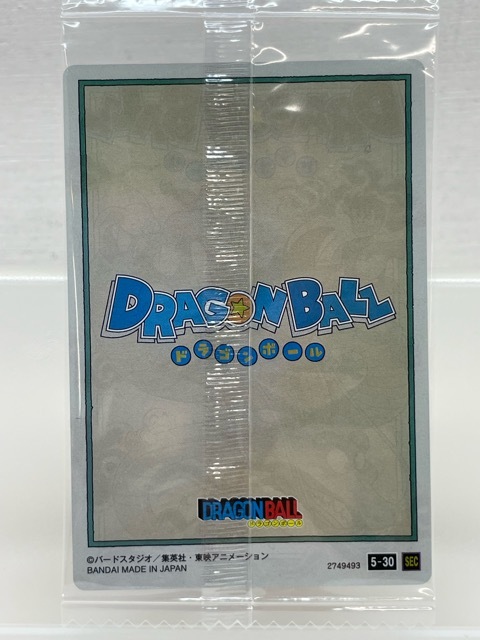 DRAGON BALL
ドラゴンボール
DRAGONBALL
ドラゴンボール
©バードスタジオ／集英社・東映アニメーション
BANDAI MADE IN JAPAN
2749493 5-30 SEC